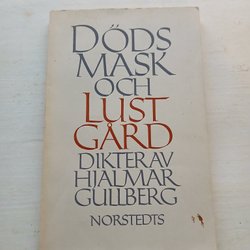 DÖDS
MASK
OCH
LUST
GÅRD
DIKTER AV
HJALMAR
GULLBERG
NORSTEDTS